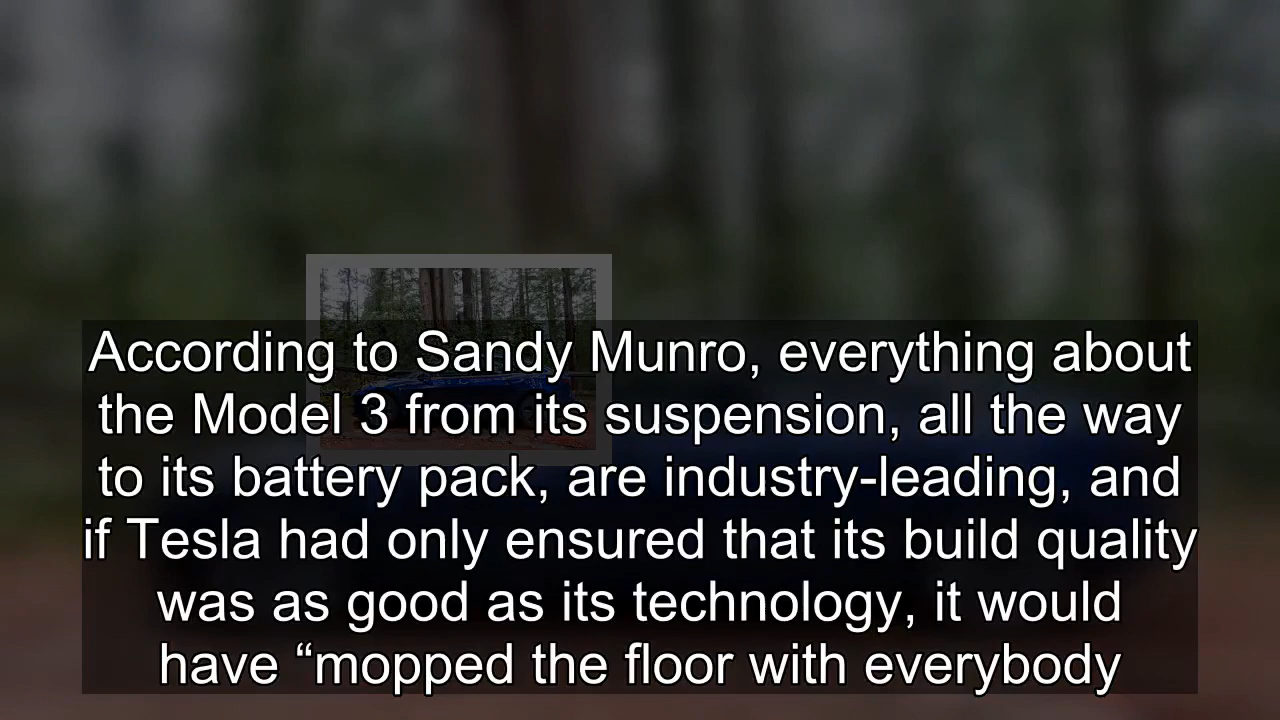 According to Sandy Munro, everything about
the Model 3 from its suspension, all the way
to its battery pack, are industry-leading, and
if Tesla had only ensured that its build quality
was as good as its technology, it would
have “mopped the floor with everybody